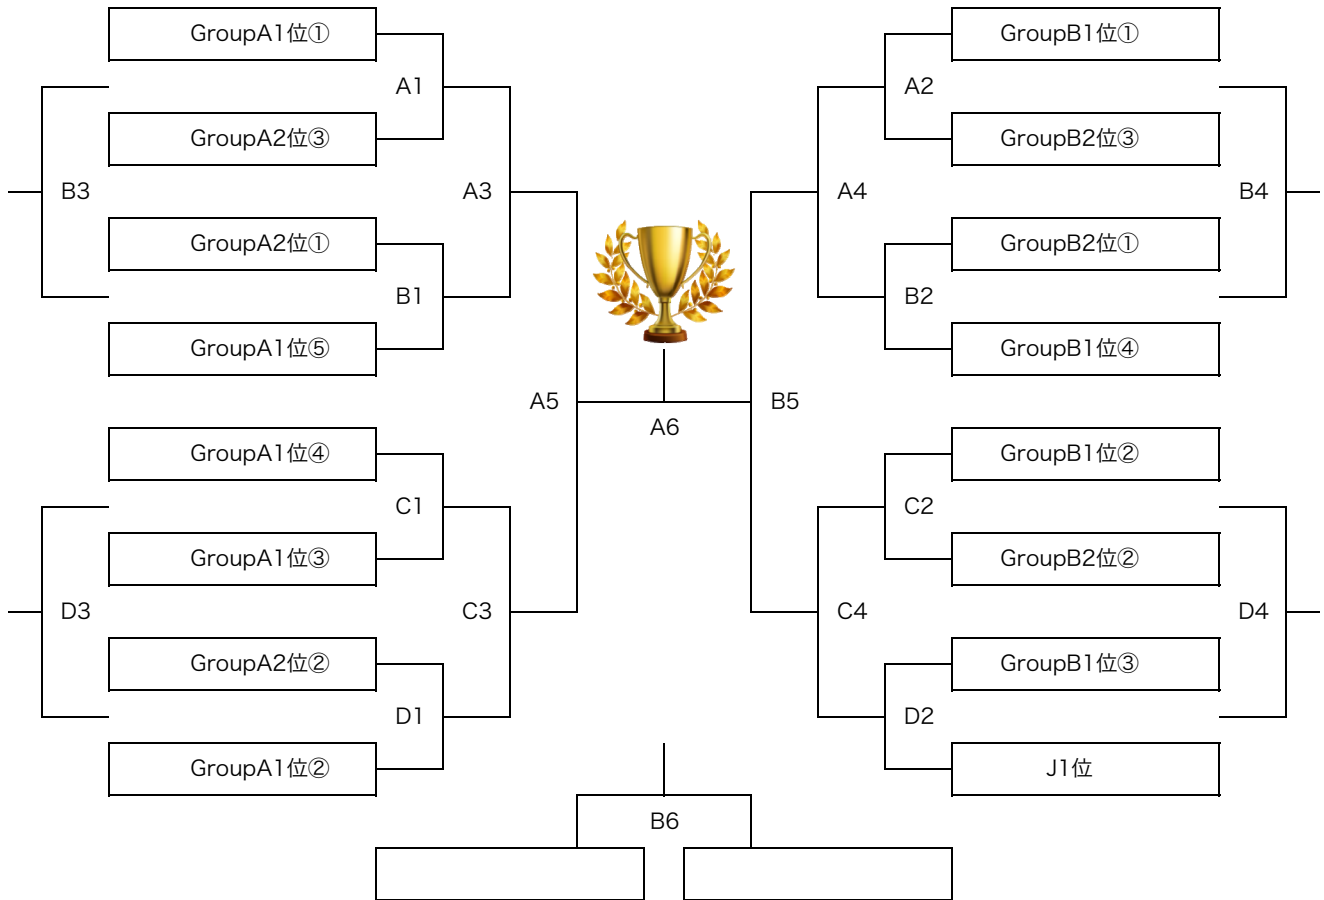 GroupA1位①
GroupB1位①
A1
A2
GroupA2位③
GroupB2位③
B3
A3
A4
B4
GroupA2位①
GroupB2位①
B1
B2
GroupA1位⑤
GroupB1位④
A5
B5
A6
GroupA1位④
GroupB1位②
C1
C2
GroupA1位③
GroupB2位②
D3
C3
C4
D4
GroupA2位②
GroupB1位③
D1
D2
GroupA1位②
J1位
B6